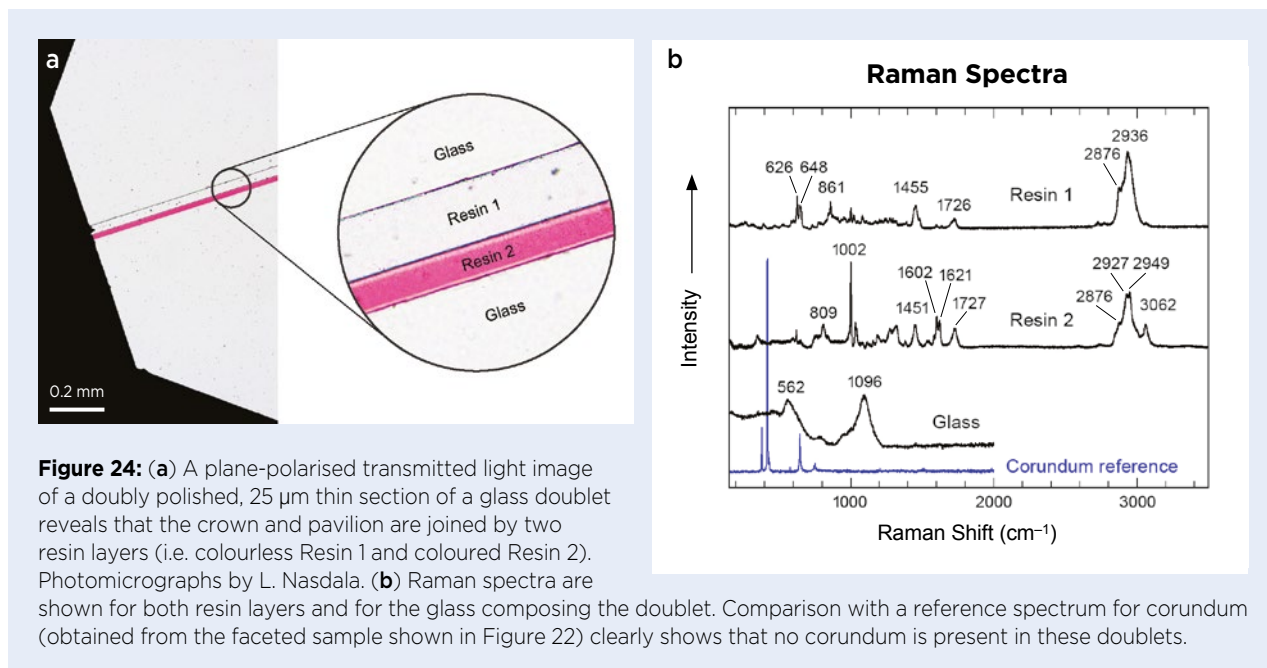 a
Glass
Resin 1
Resin 2
Glass
0.2 mm
b
Raman Spectra
Intensity
626 648
861
1455
1726
2876
2936
Resin 1
809
1002
1451
1602
1621
1727
2876
2927
2949
3062
Resin 2
562
1096
Glass
Corundum reference
1000 2000 3000
Raman Shift (cm⁻¹)
Figure 24: (a) A plane-polarised transmitted light image
of a doubly polished, 25 µm thin section of a glass doublet
reveals that the crown and pavilion are joined by two
resin layers (i.e. colourless Resin 1 and coloured Resin 2).
Photomicrographs by L. Nasdala. (b) Raman spectra are
shown for both resin layers and for the glass composing the doublet. Comparison with a reference spectrum for corundum
(obtained from the faceted sample shown in Figure 22) clearly shows that no corundum is present in these doublets.